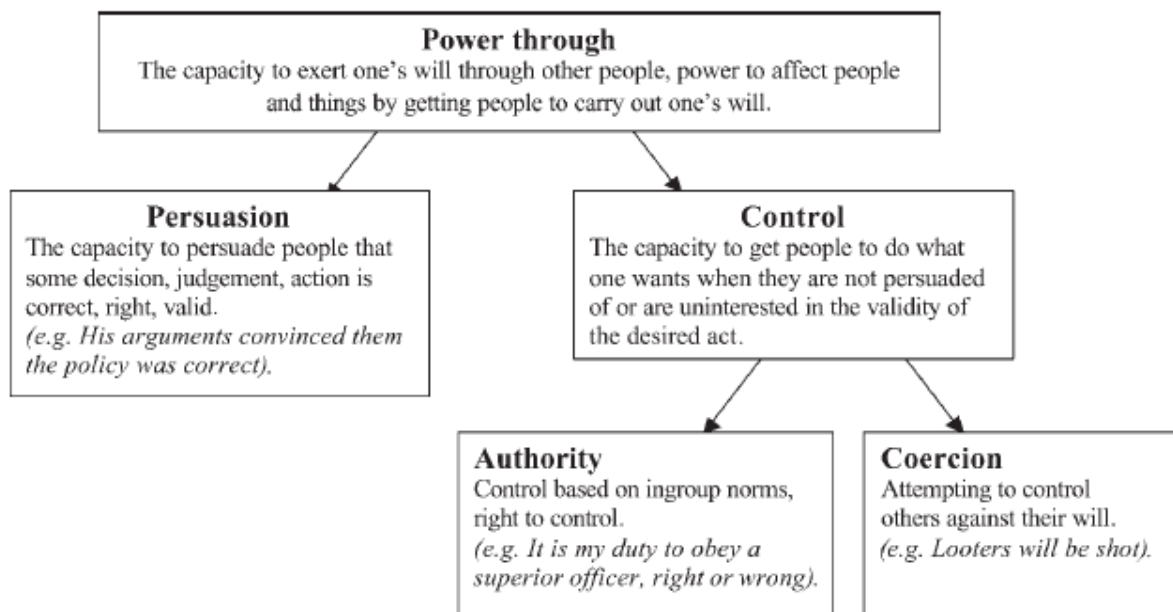 Power through
The capacity to exert one's will through other people, power to affect people
and things by getting people to carry out one's will.
Persuasion
The capacity to persuade people that
some decision, judgement, action is
correct, right, valid.
(e.g. His arguments convinced them
the policy was correct).
Control
The capacity to get people to do what
one wants when they are not persuaded
of or are uninterested in the validity of
the desired act.
Authority
Control based on ingroup norms,
right to control.
(e.g. It is my duty to obey a
superior officer, right or wrong).
Coercion
Attempting to control
others against their will.
(e.g. Looters will be shot).